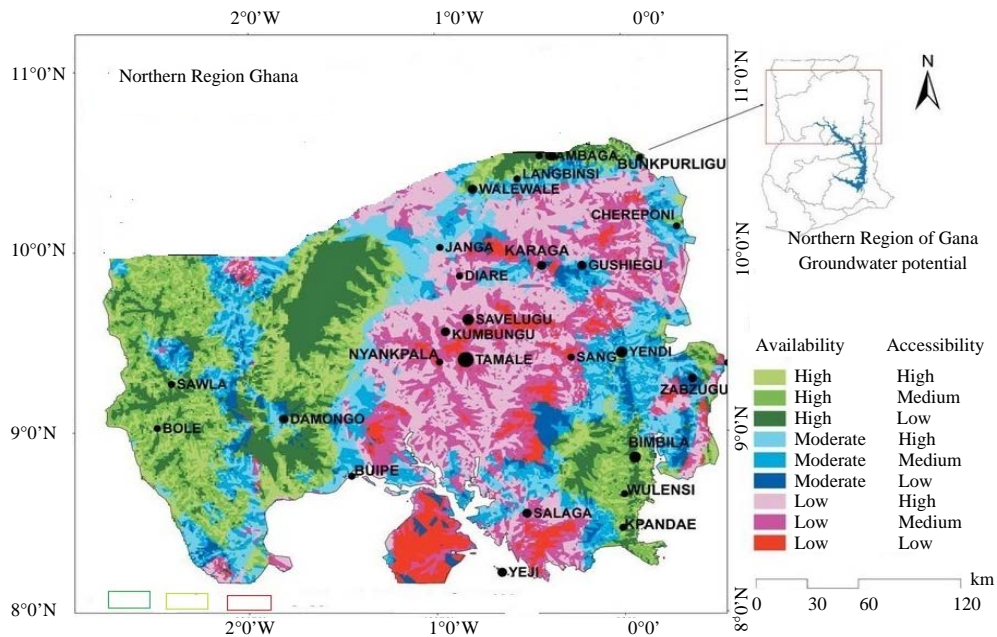 2°0’W 1°0’W 0°0’
11°0’N
Northern Region Ghana
11°0’N
N
AMBAGA
BUNKPURLIGU
LANGBINSI
WALEWALE
CHEREPONI
10°0’N
JANGA
KARAGA
10°0’N
Northern Region of Gana
Groundwater potential
DIARE
GUSHIEGU
SAVELUGU
KUMBUNGU
NYANKPALA
TAMALE
SANG
YENDI
Availability Accessibility
High High
High Medium
High Low
Moderate High
Moderate Medium
Moderate Low
Low High
Low Medium
Low Low
SAWLA
ZABZUGU
DAMONGO
9°0’N
BOLE
9°0’N
BIMBILA
BUIPE
WULENSI
SALAGA
KPANDAE
YEJI
km
0 30 60 120
8°0’N
8°0’N
2°0’W 1°0’W 0°0’